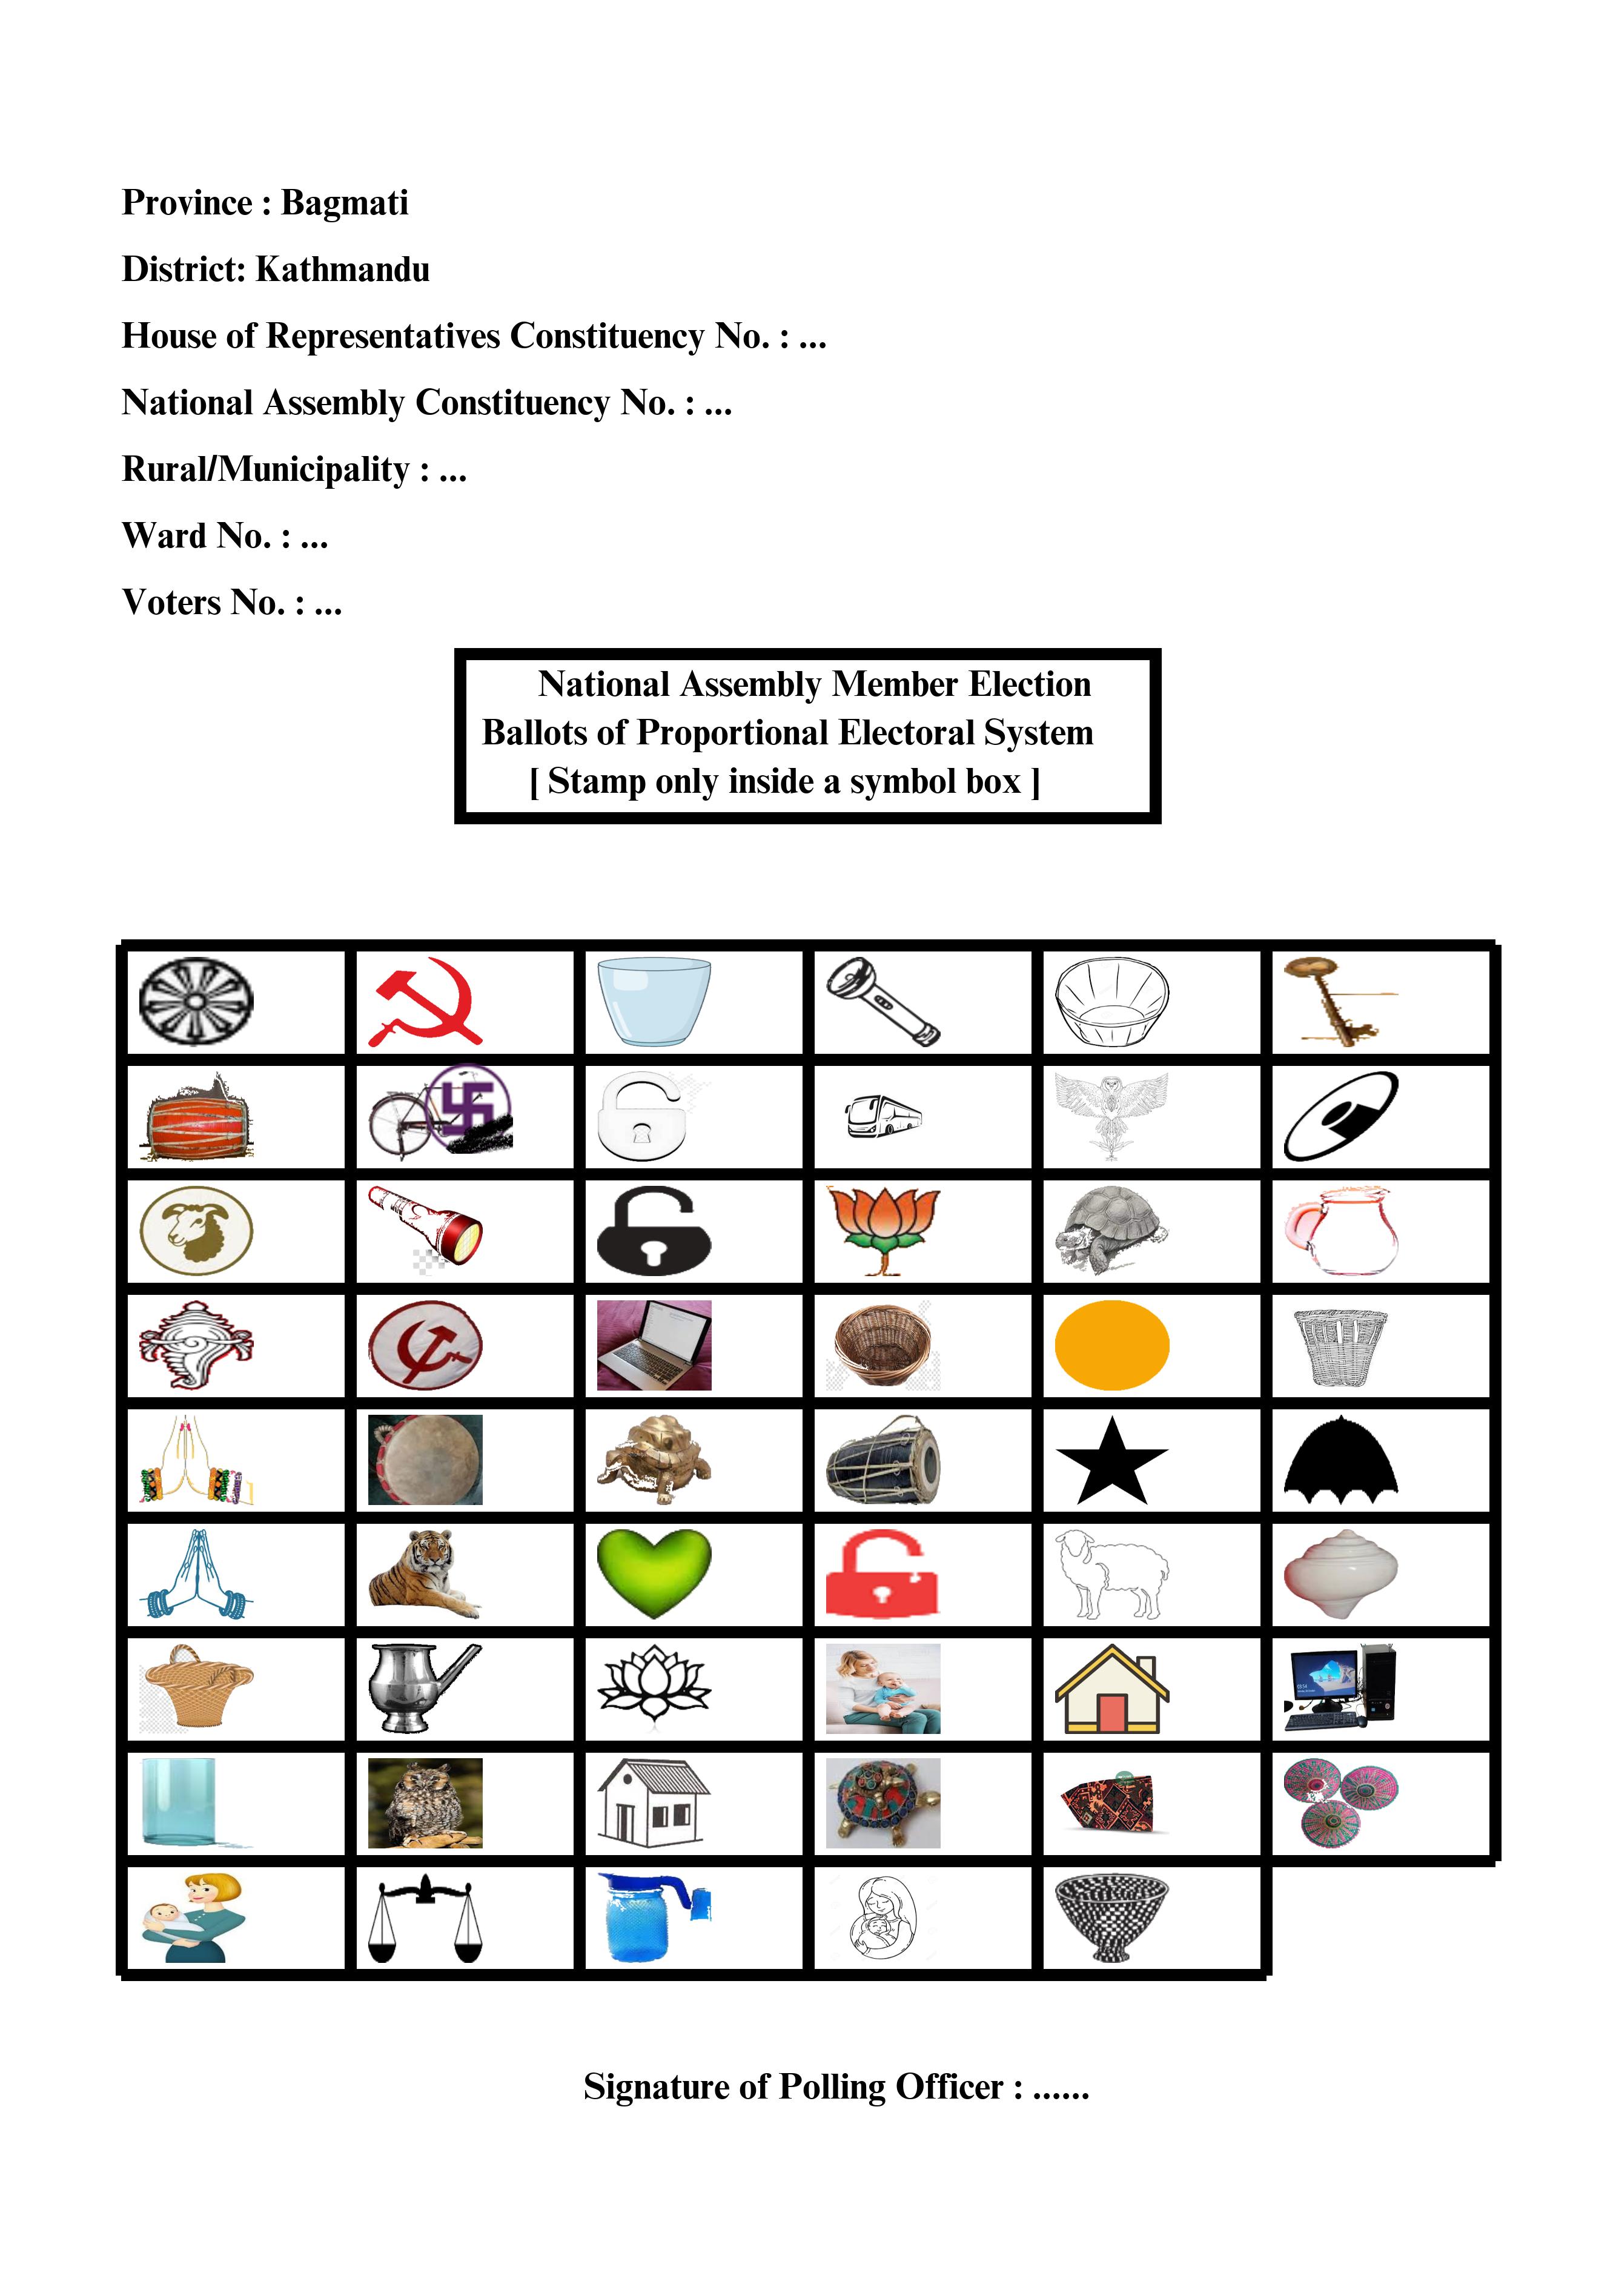 Province : Bagmati
District: Kathmandu
House of Representatives Constituency No. : ...
National Assembly Constituency No. : ...
Rural/Municipality : ...
Ward No. : ...
Voters No. : ...
National Assembly Member Election
Ballots of Proportional Electoral System
[ Stamp only inside a symbol box ]
Signature of Polling Officer : ......